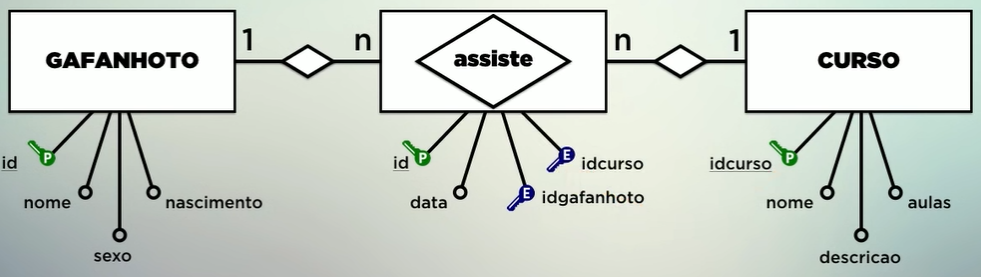 GAFANHOTO
1
n
assiste
n
1
CURSO
id
P
nome
sexo
nascimento
id
P
data
E
idgafanhoto
E
idcurso
idcurso
P
nome
descricao
aulas